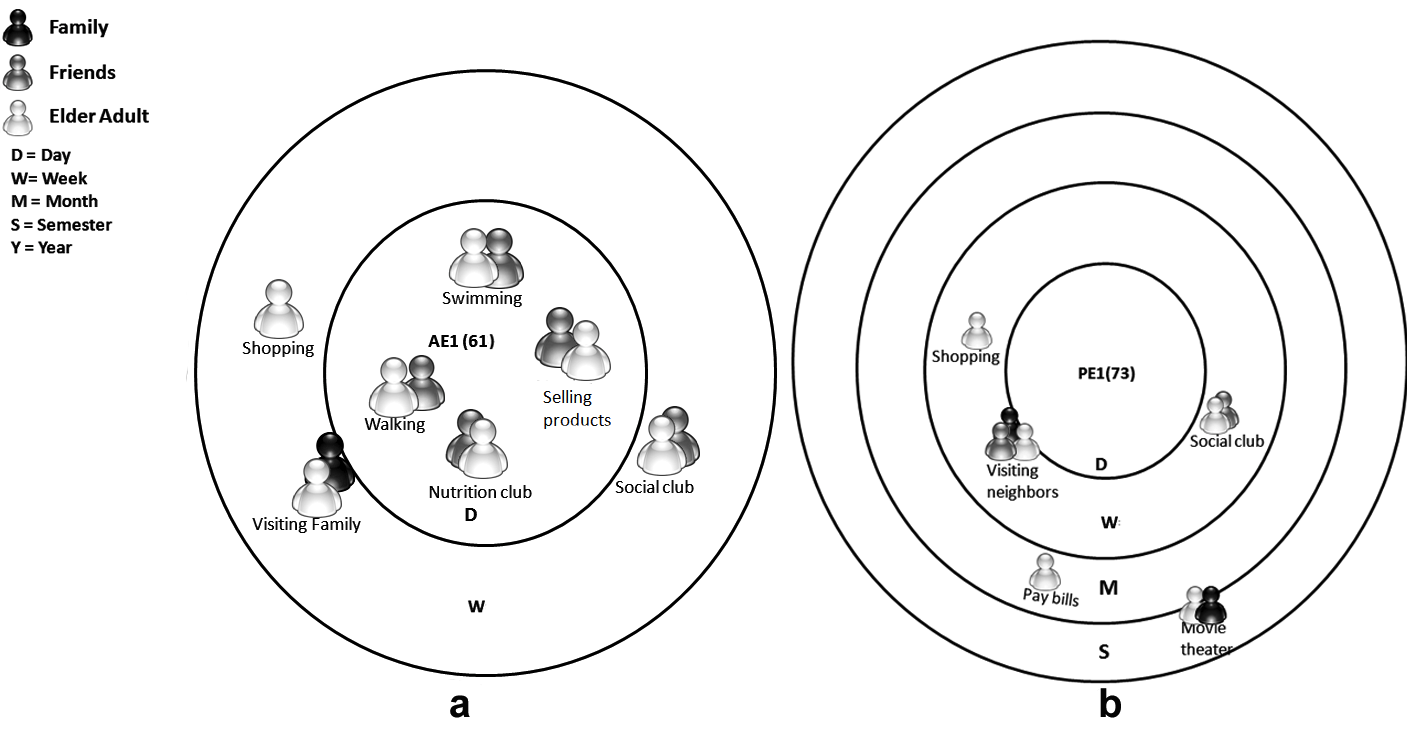 Family
Friends
Elder Adult
D = Day
W= Week
M = Month
S = Semester
Y = Year
Swimming
AE1 (61)
Shopping
Selling
products
Walking
Nutrition club
Social club
Visiting Family
D
W
a
PE1(73)
Shopping
Social club
Visiting
neighbors
D
W
Pay bills
M
Movie
theater
S
b